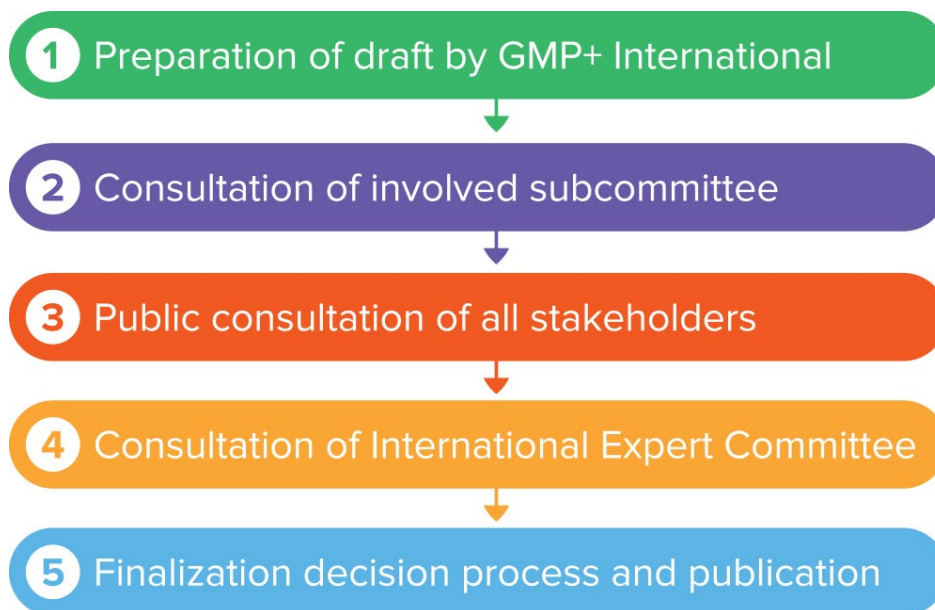 1 Preparation of draft by GMP+ International
2 Consultation of involved subcommittee
3 Public consultation of all stakeholders
4 Consultation of International Expert Committee
5 Finalization decision process and publication